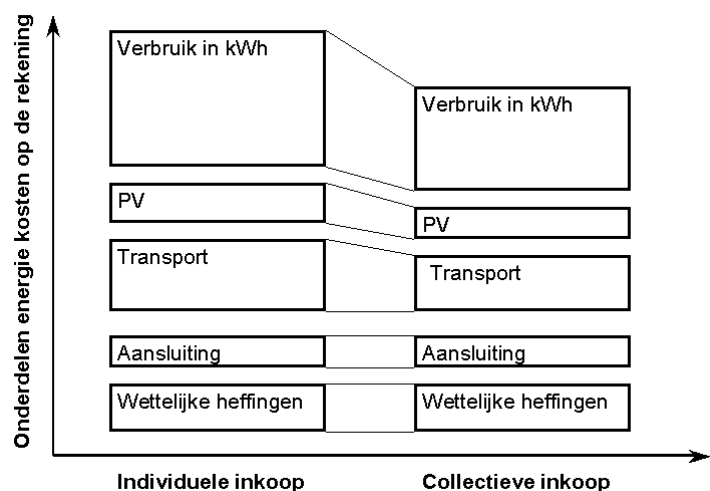 Onderdelen energie kosten op de rekening
Verbruik in kWh
PV
Transport
Aansluiting
Wettelijke heffingen
Verbruik in kWh
PV
Transport
Aansluiting
Wettelijke heffingen
Individuele inkoop
Collectieve inkoop